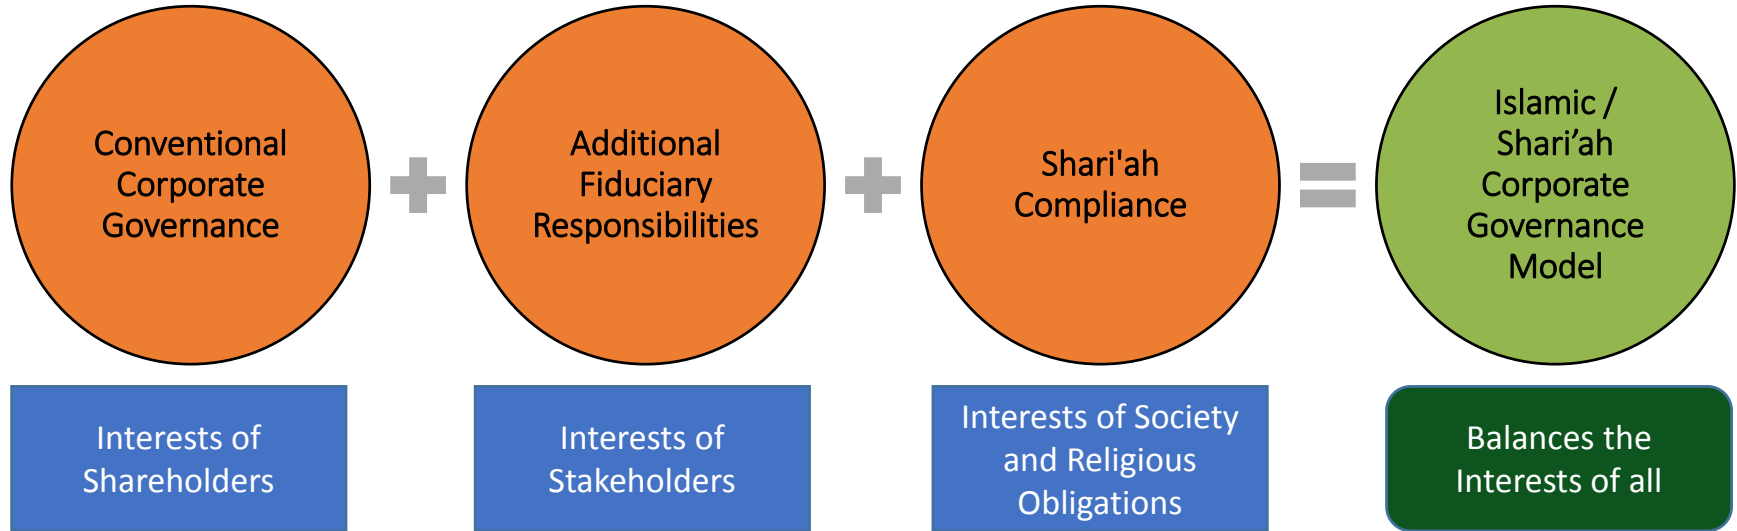 Conventional
Corporate
Governance
Additional
Fiduciary
Responsibilities
Shari'ah
Compliance
Islamic /
Shari’ah
Corporate
Governance
Model
Interests of
Shareholders
Interests of
Stakeholders
Interests of Society
and Religious
Obligations
Balances the
Interests of all